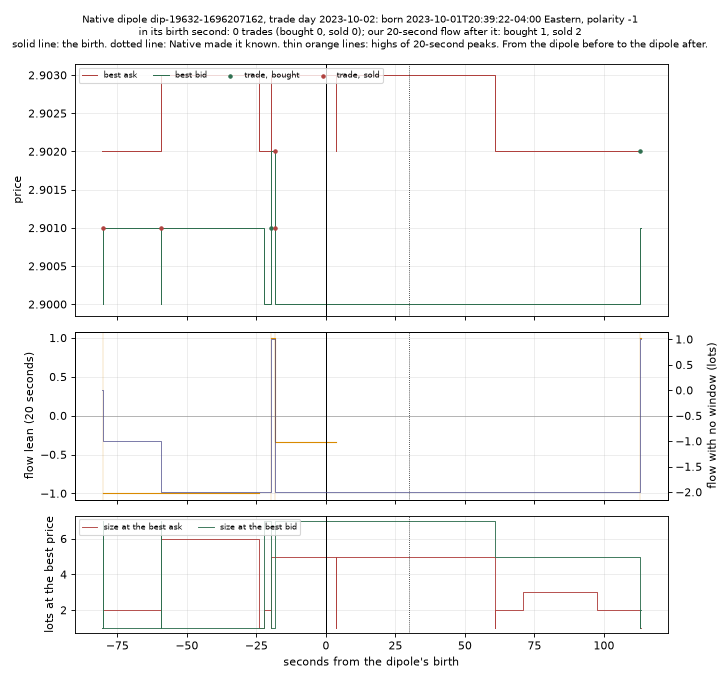 Native dipole dip-19632-1696207162, trade day 2023-10-02: born 2023-10-01T20:39:22-04:00 Eastern, polarity -1
in its birth second: 0 trades (bought 0, sold 0); our 20-second flow after it: bought 1, sold 2
solid line: the birth. dotted line: Native made it known. thin orange lines: highs of 20-second peaks. From the dipole before to the dipole after.
best ask best bid trade, bought trade, sold
price
2.9030
2.9025
2.9020
2.9015
2.9010
2.9005
2.9000
flow lean (20 seconds)
1.0
0.5
0.0
−0.5
−1.0
flow with no window (lots)
1.0
0.5
0.0
−0.5
−1.0
−1.5
−2.0
lots at the best price
size at the best ask size at the best bid
6
4
2
−75 −50 −25 0 25 50 75 100
seconds from the dipole's birth